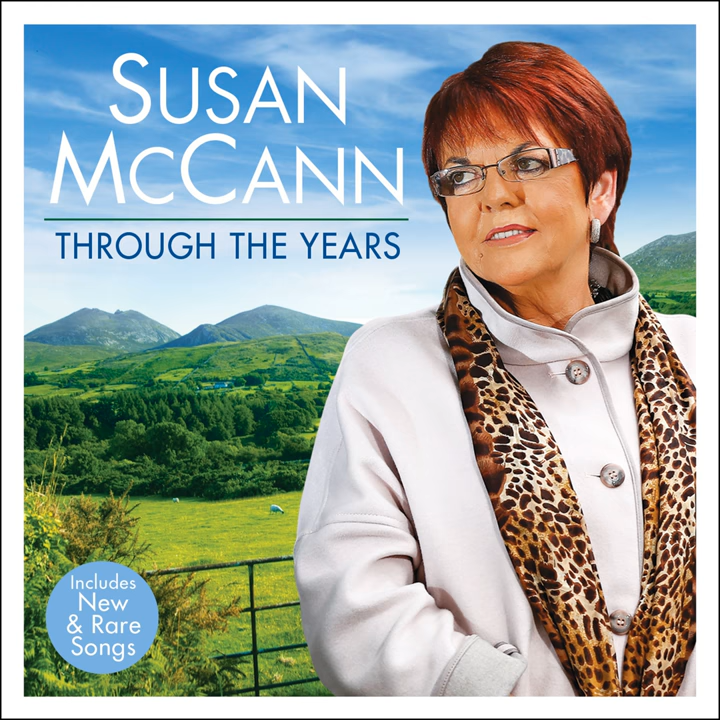 SUSAN
MCCANN
THROUGH THE YEARS
Includes
New
& Rare
Songs